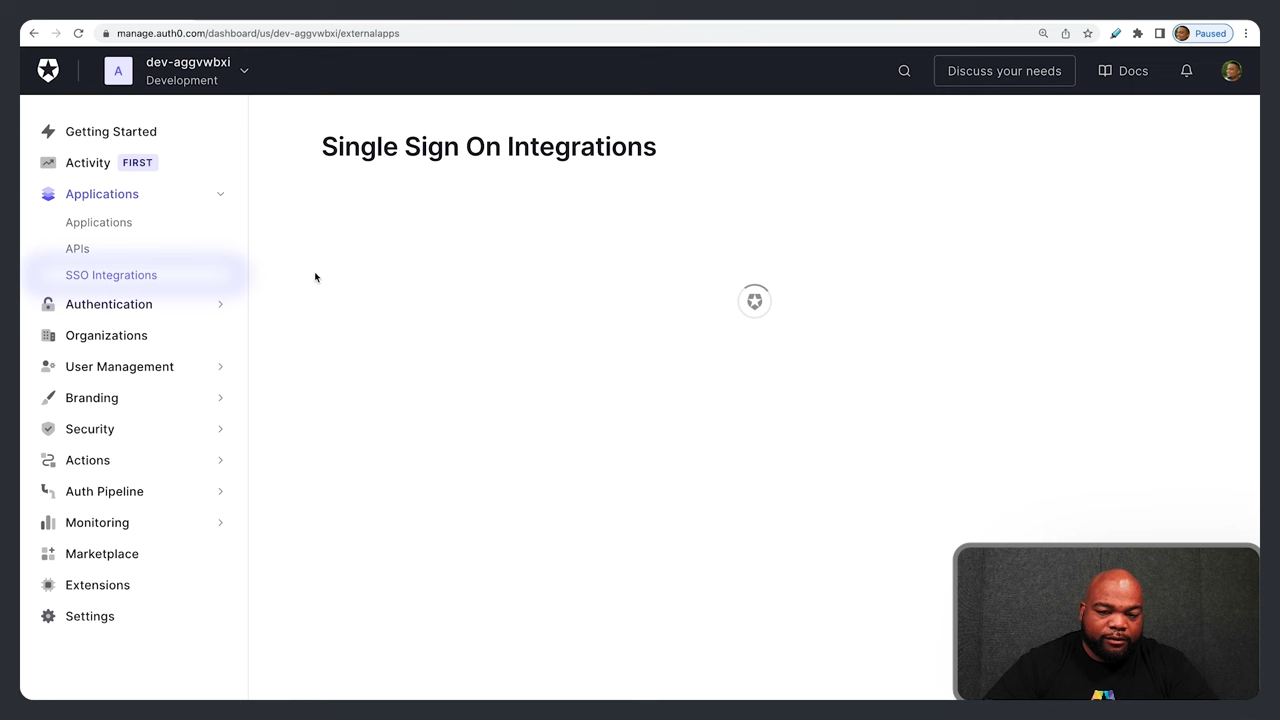 manage.auth0.com/dashboard/us/dev-aggvwbxi/externalapps
Paused
A
dev-aggvwbxi
Development
Discuss your needs
Docs
Getting Started
Activity FIRST
Applications
Applications
APIs
SSO Integrations
Authentication
Organizations
User Management
Branding
Security
Actions
Auth Pipeline
Monitoring
Marketplace
Extensions
Settings
Single Sign On Integrations